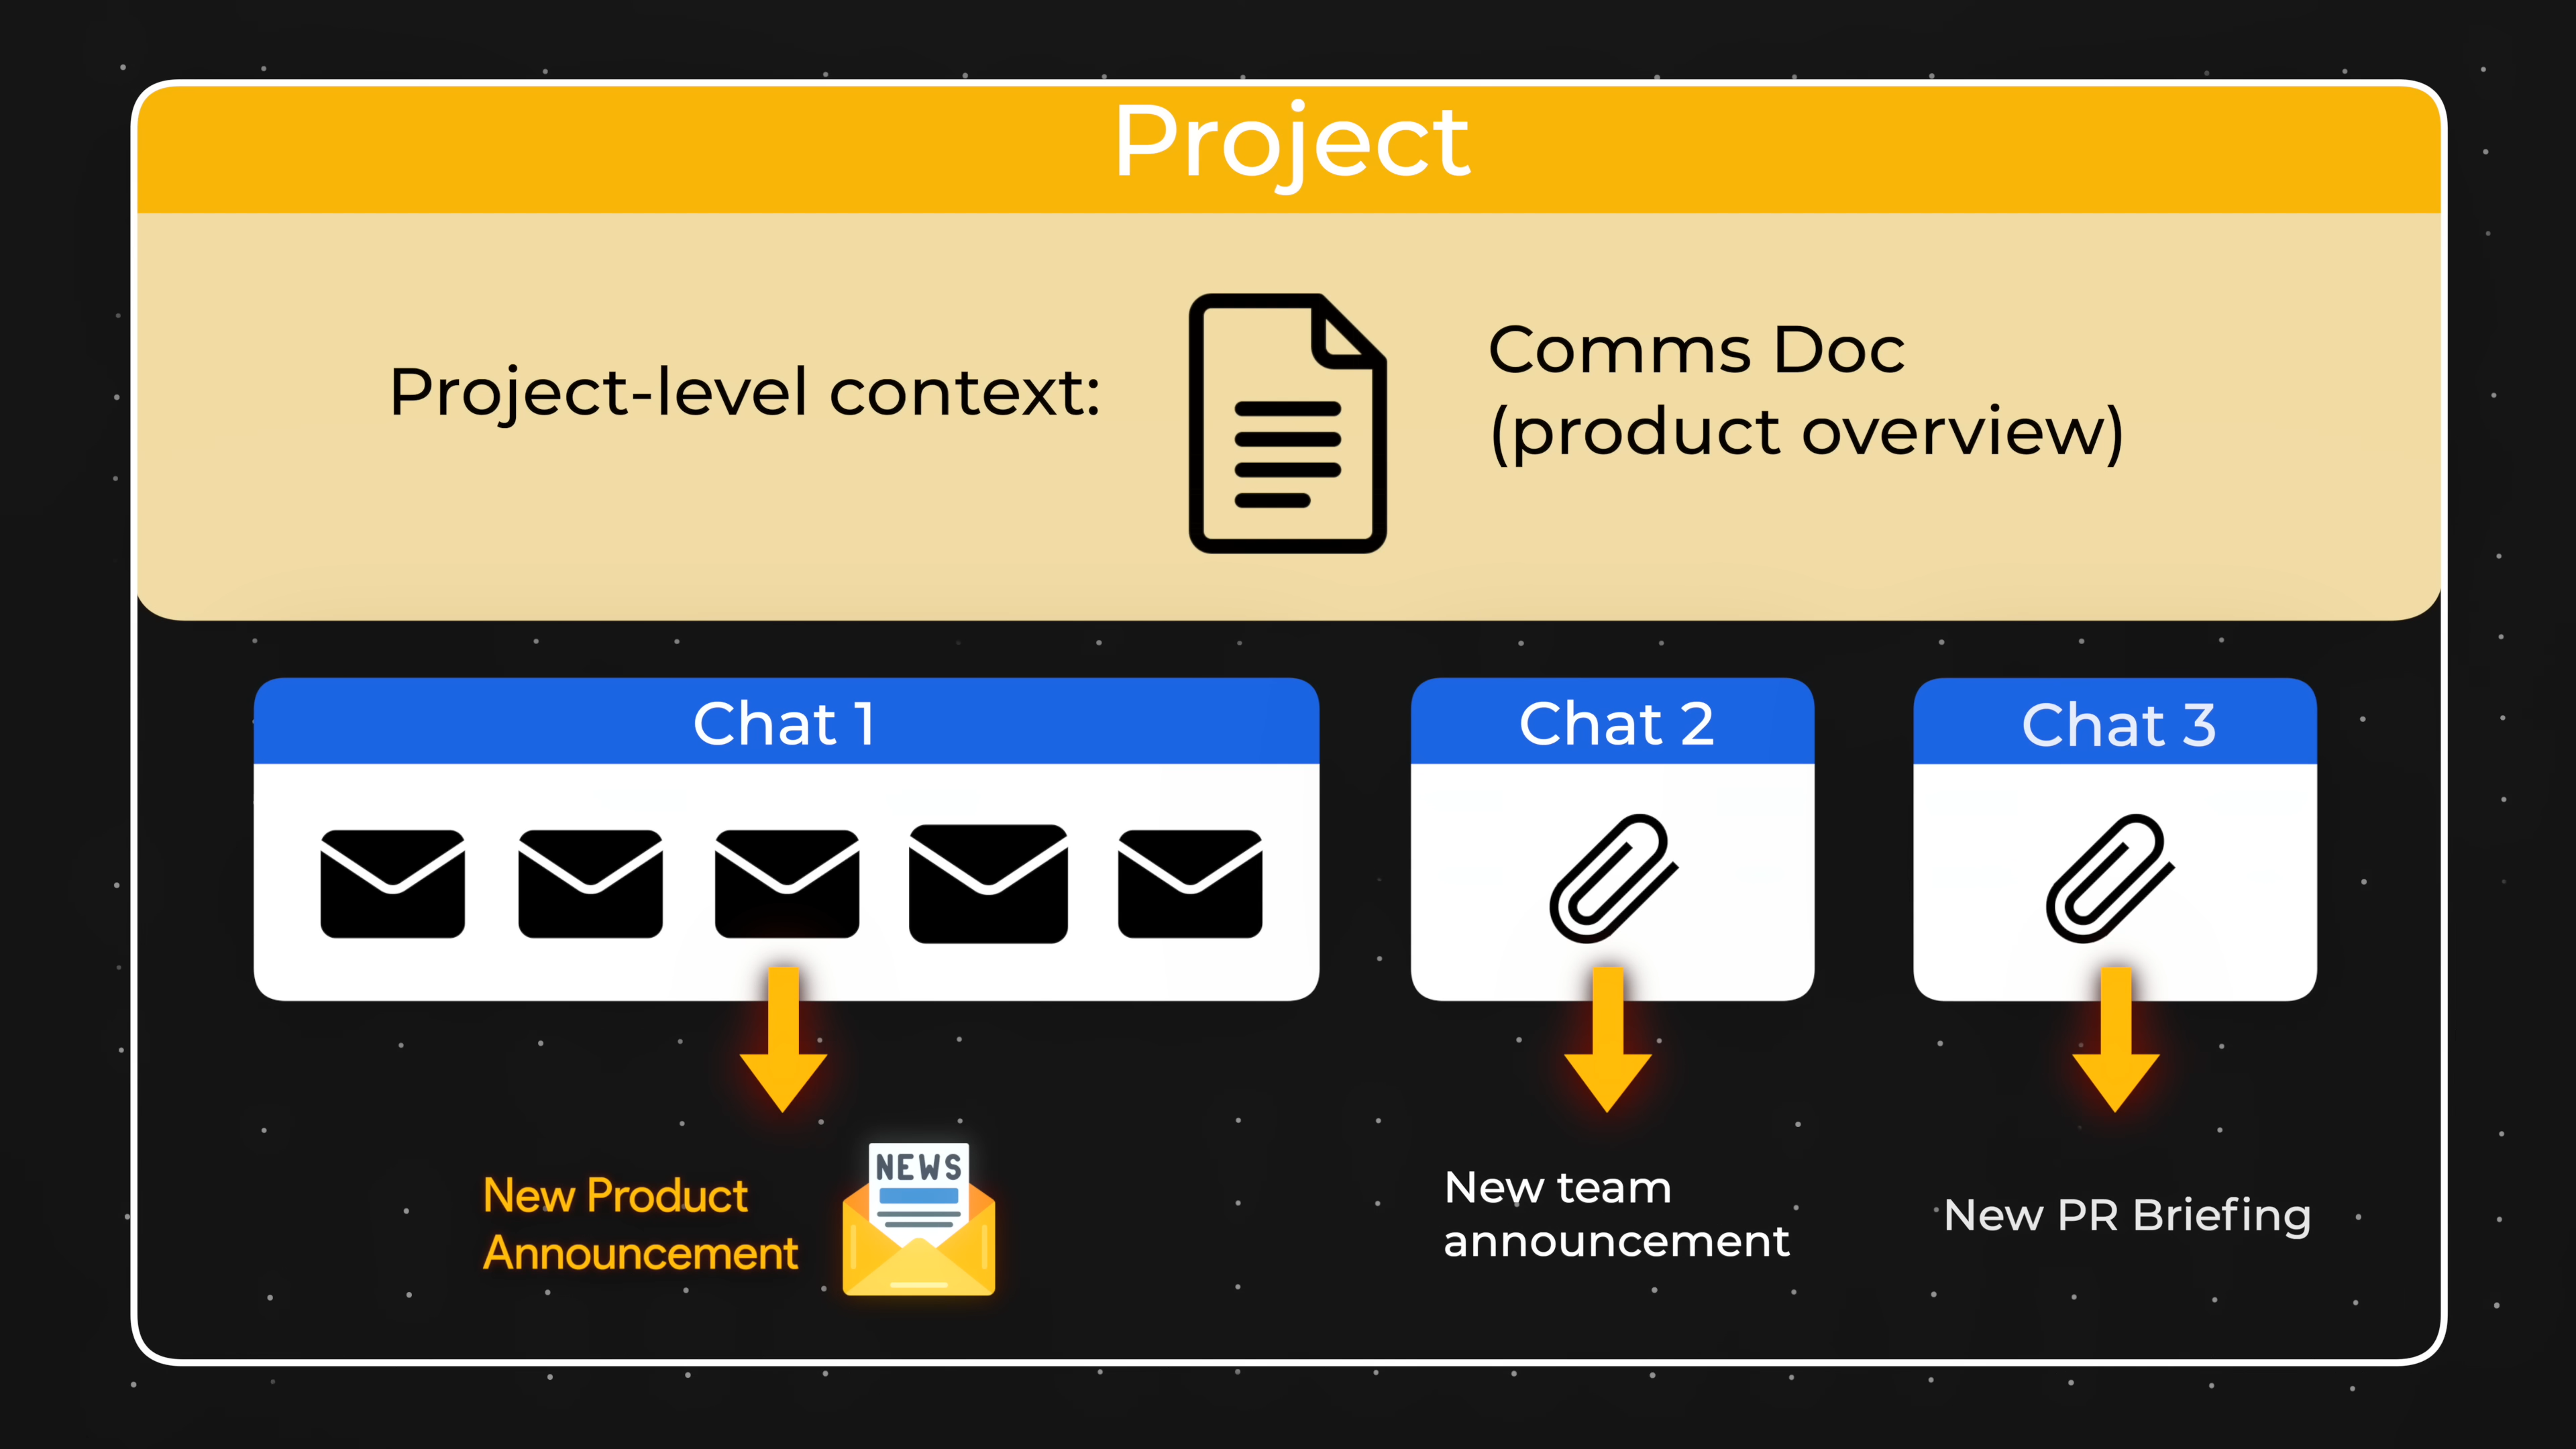 Project
Project-level context:
Comms Doc
(product overview)
Chat 1
Chat 2
Chat 3
NEWS
New Product
Announcement
New team
announcement
New PR Briefing